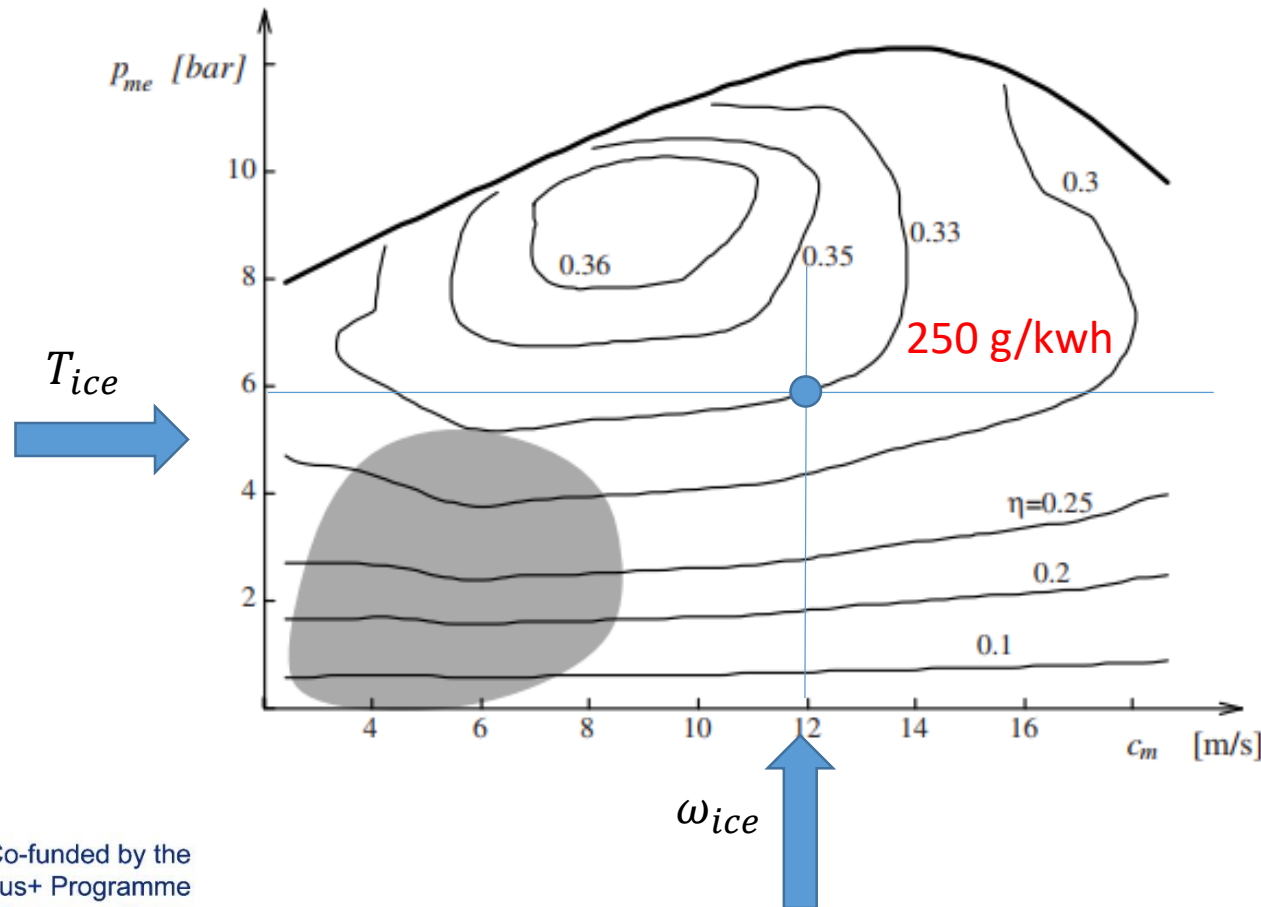 p_me [bar]
10
8
6
4
2
0.36
0.35
0.33
0.3
250 g/kwh
η=0.25
0.2
0.1
T_ice
4 6 8 10 12 14 16
c_m [m/s]
ω_ice
Co-funded by the
us+ Programme